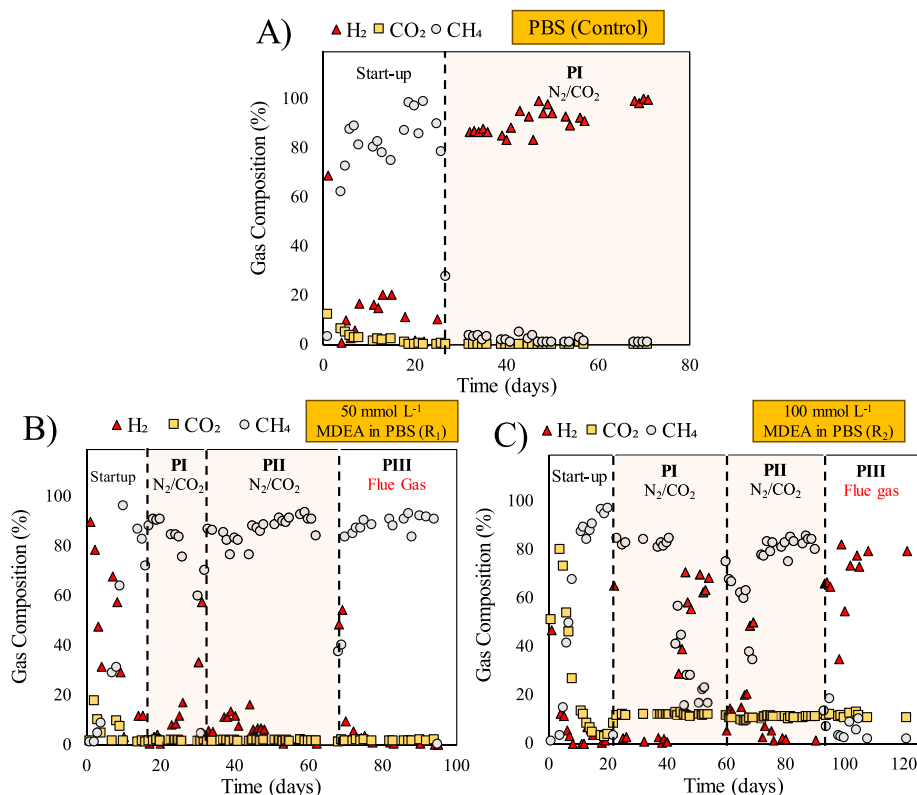 A)
H₂ CO₂ CH₄
PBS (Control)
Start-up
PI
N₂/CO₂
Gas Composition (%)
100
80
60
40
20
0
0 20 40 60 80
Time (days)
B)
H₂ CO₂ CH₄
50 mmol L⁻¹
MDEA in PBS (R₁)
Startup
PI
N₂/CO₂
PII
N₂/CO₂
PIII
Flue Gas
Gas Composition (%)
100
80
60
40
20
0
0 20 40 60 80 100
Time (days)
C)
H₂ CO₂ CH₄
100 mmol L⁻¹
MDEA in PBS (R₂)
Start-up
PI
N₂/CO₂
PII
N₂/CO₂
PIII
Flue gas
Gas Composition (%)
100
80
60
40
20
0
0 20 40 60 80 100 120
Time (days)